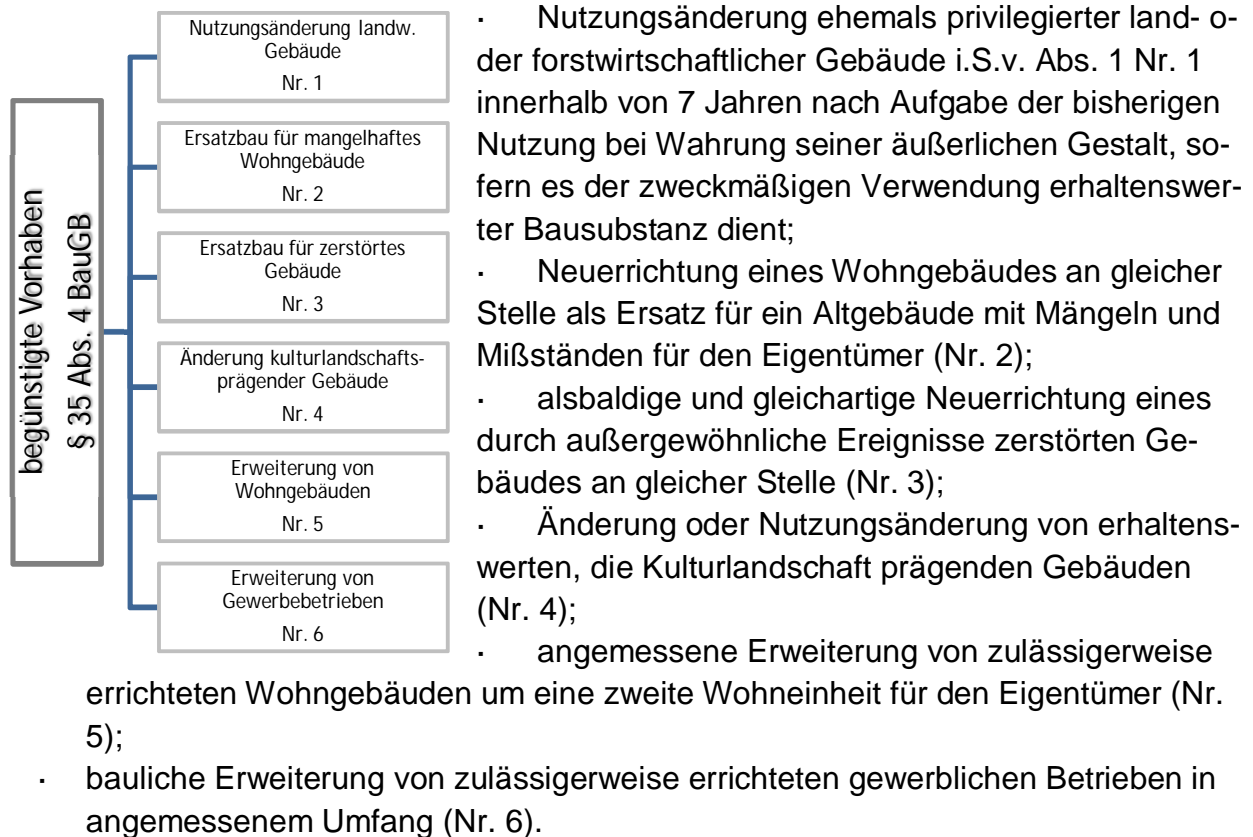 begünstigte Vorhaben
§ 35 Abs. 4 BauGB
Nutzungsänderung landw.
Gebäude
Nr. 1
Ersatzbau für mangelhaftes
Wohngebäude
Nr. 2
Ersatzbau für zerstörtes
Gebäude
Nr. 3
Änderung kulturlandschafts-
prägender Gebäude
Nr. 4
Erweiterung von
Wohngebäuden
Nr. 5
Erweiterung von
Gewerbebetrieben
Nr. 6
· Nutzungsänderung ehemals privilegierter land- o-
der forstwirtschaftlicher Gebäude i.S.v. Abs. 1 Nr. 1
innerhalb von 7 Jahren nach Aufgabe der bisherigen
Nutzung bei Wahrung seiner äußerlichen Gestalt, so-
fern es der zweckmäßigen Verwendung erhaltenswer-
ter Bausubstanz dient;
· Neuerrichtung eines Wohngebäudes an gleicher
Stelle als Ersatz für ein Altgebäude mit Mängeln und
Mißständen für den Eigentümer (Nr. 2);
· alsbaldige und gleichartige Neuerrichtung eines
durch außergewöhnliche Ereignisse zerstörten Ge-
bäudes an gleicher Stelle (Nr. 3);
· Änderung oder Nutzungsänderung von erhaltens-
werten, die Kulturlandschaft prägenden Gebäuden
(Nr. 4);
· angemessene Erweiterung von zulässigerweise
errichteten Wohngebäuden um eine zweite Wohneinheit für den Eigentümer (Nr.
5);
· bauliche Erweiterung von zulässigerweise errichteten gewerblichen Betrieben in
angemessenem Umfang (Nr. 6).